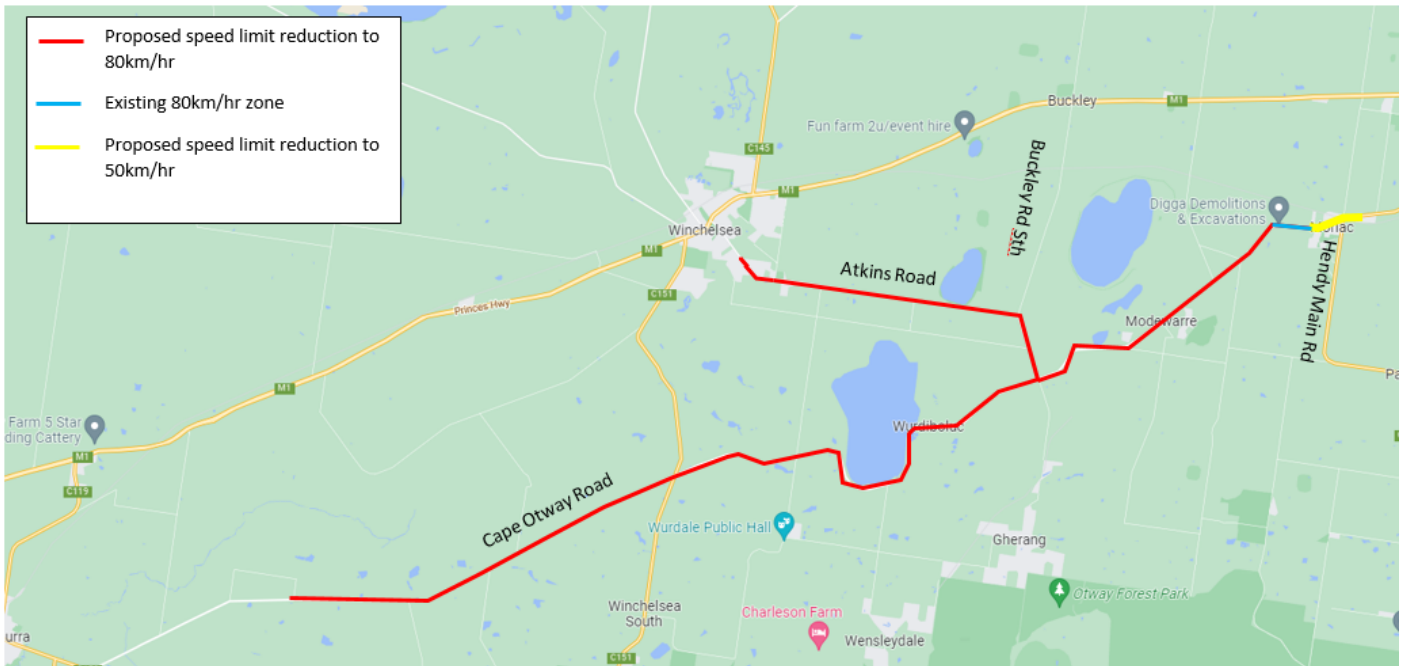 Proposed speed limit reduction to
80km/hr
Existing 80km/hr zone
Proposed speed limit reduction to
50km/hr
Buckley
M1
Fun farm 2u/event hire
C145
Buckley Rd Sth
M1
Digga Demolitions
& Excavations
Winchelsea
M1
Atkins Road
Hendy Main Rd
C151
Princes Hwy
Modewarre
M1
Pa
Farm 5 Star
ding Cattery
Wurdiboluc
M1
C119
Cape Otway Road
Wurdale Public Hall
Gherang
Otway Forest Park
Winchelsea
South
Charleson Farm
urra
Wensleydale
C151